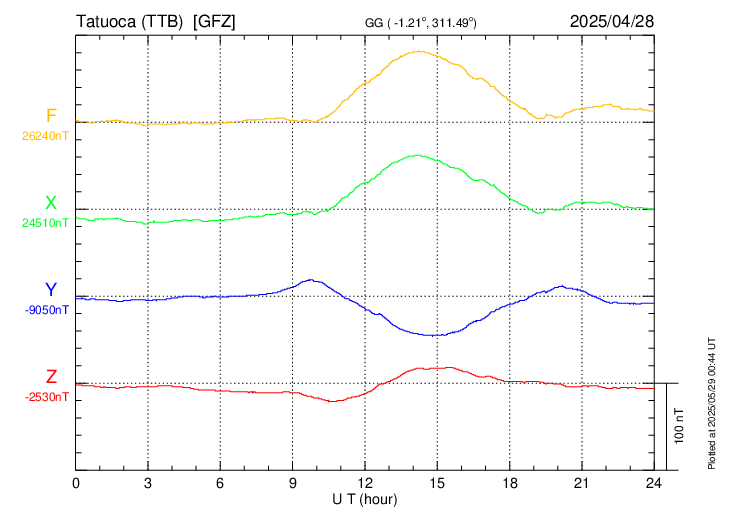 Tatuoca (TTB) [GFZ]
GG ( -1.21°, 311.49°)
2025/04/28
F
26240nT
X
24510nT
Y
-9050nT
Z
-2530nT
0 3 6 9 12 15 18 21 24
U T (hour)
100 nT
Plotted at 2025/05/29 00:44 UT